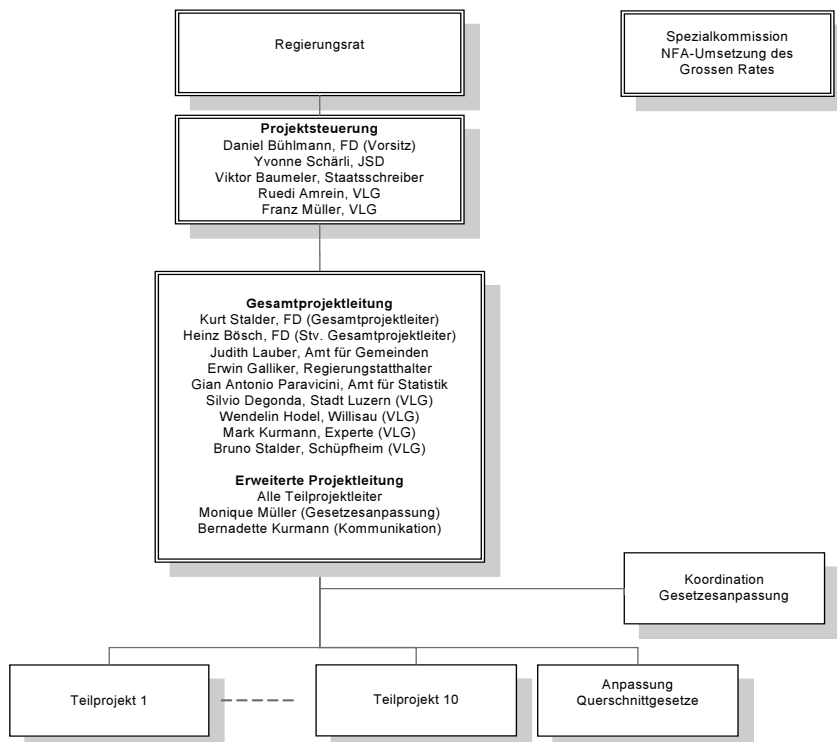 Regierungsrat
Spezialkommission
NFA-Umsetzung des
Grossen Rates
Projektsteuerung
Daniel Bühlmann, FD (Vorsitz)
Yvonne Schärli, JSD
Viktor Baumeler, Staatsschreiber
Ruedi Amrein, VLG
Franz Müller, VLG
Gesamtprojektleitung
Kurt Stalder, FD (Gesamtprojektleiter)
Heinz Bösch, FD (Stv. Gesamtprojektleiter)
Judith Lauber, Amt für Gemeinden
Erwin Galliker, Regierungstatthalter
Gian Antonio Paravicini, Amt für Statistik
Silvio Degonda, Stadt Luzern (VLG)
Wendelin Hodel, Willisau (VLG)
Mark Kurmann, Experte (VLG)
Bruno Stalder, Schüpfheim (VLG)
Erweiterte Projektleitung
Alle Teilprojektleiter
Monique Müller (Gesetzesanpassung)
Bernadette Kurmann (Kommunikation)
Koordination
Gesetzesanpassung
Teilprojekt 1
Teilprojekt 10
Anpassung
Querschnittgesetze